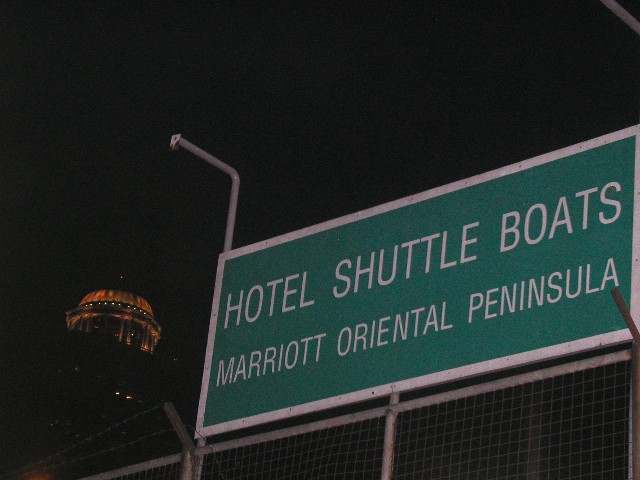 HOTEL SHUTTLE BOATS
MARRIOTT ORIENTAL PENINSULA